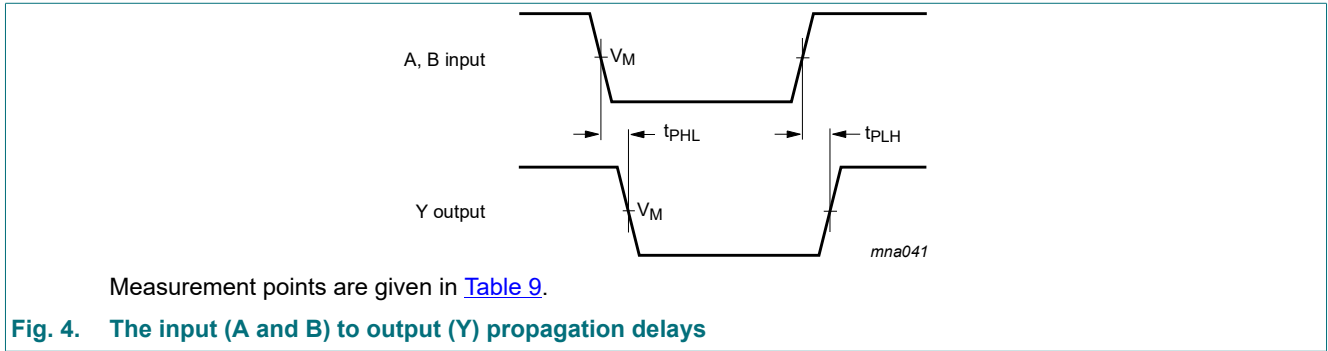 A, B input
VM
tPHL
tPLH
Y output
VM
mna041
Measurement points are given in Table 9.
Fig. 4. The input (A and B) to output (Y) propagation delays